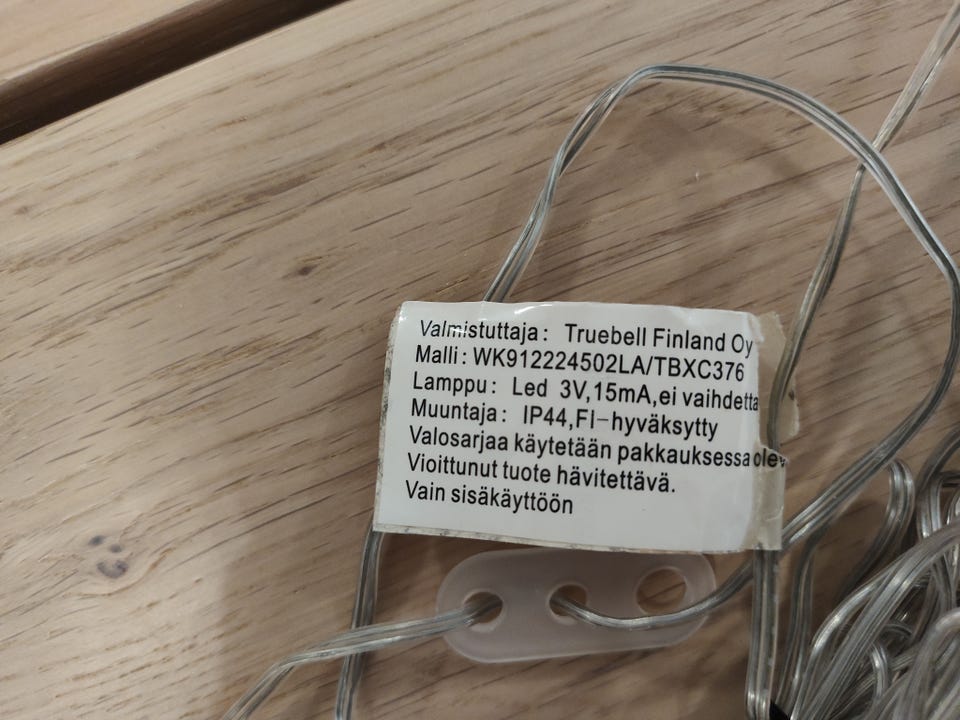 Valmistuttaja: Truebell Finland Oy
Malli: WK912224502LA/TBXC376
Lamppu: Led 3V,15mA,ei vaihdetta
Muuntaja: IP44,FI-hyväksytty
Valosarjaa käytetään pakkauksessa olev
Vioittunut tuote hävitettävä.
Vain sisäkäyttöön